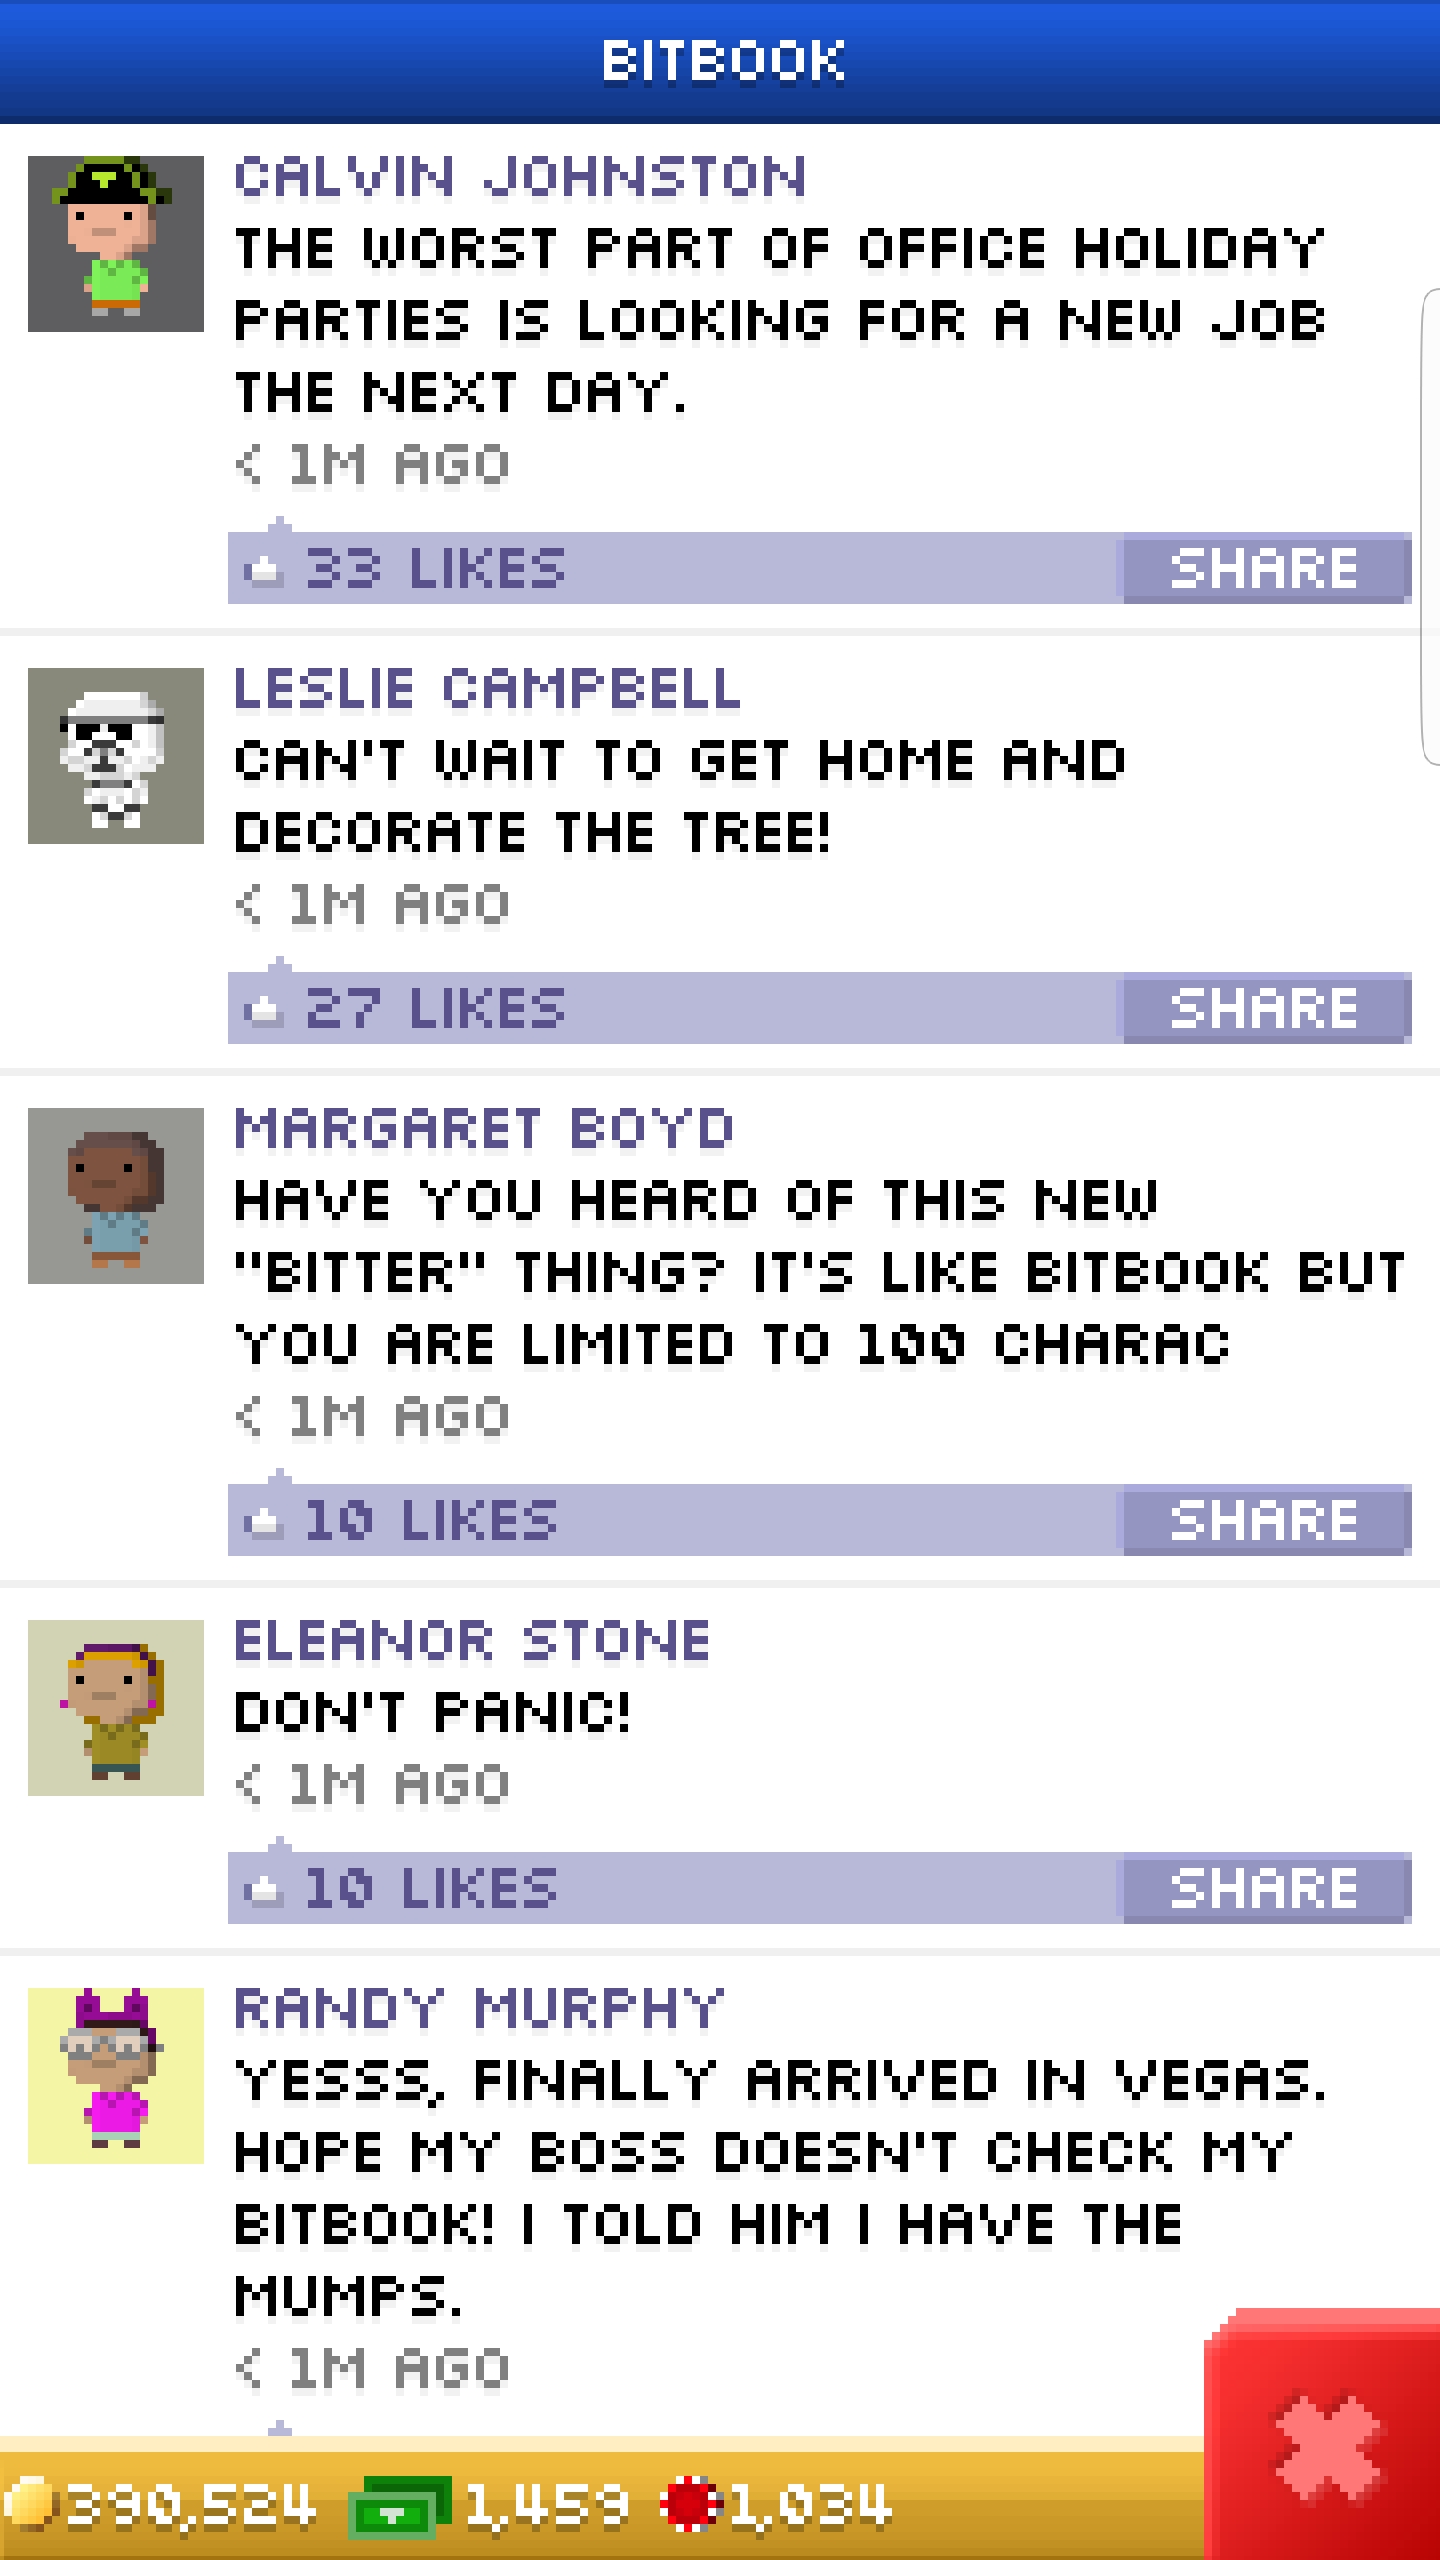 BITBOOK
CALVIN JOHNSTON
THE WORST PART OF OFFICE HOLIDAY
PARTIES IS LOOKING FOR A NEW JOB
THE NEXT DAY.
< 1M AGO
33 LIKES SHARE
LESLIE CAMPBELL
CAN'T WAIT TO GET HOME AND
DECORATE THE TREE!
< 1M AGO
27 LIKES SHARE
MARGARET BOYD
HAVE YOU HEARD OF THIS NEW
"BITTER" THING? IT'S LIKE BITBOOK BUT
YOU ARE LIMITED TO 100 CHARAC
< 1M AGO
10 LIKES SHARE
ELEANOR STONE
DON'T PANIC!
< 1M AGO
10 LIKES SHARE
RANDY MURPHY
YESSS, FINALLY ARRIVED IN VEGAS.
HOPE MY BOSS DOESN'T CHECK MY
BITBOOK! I TOLD HIM I HAVE THE
MUMPS.
< 1M AGO
390,524 1,459 1,034